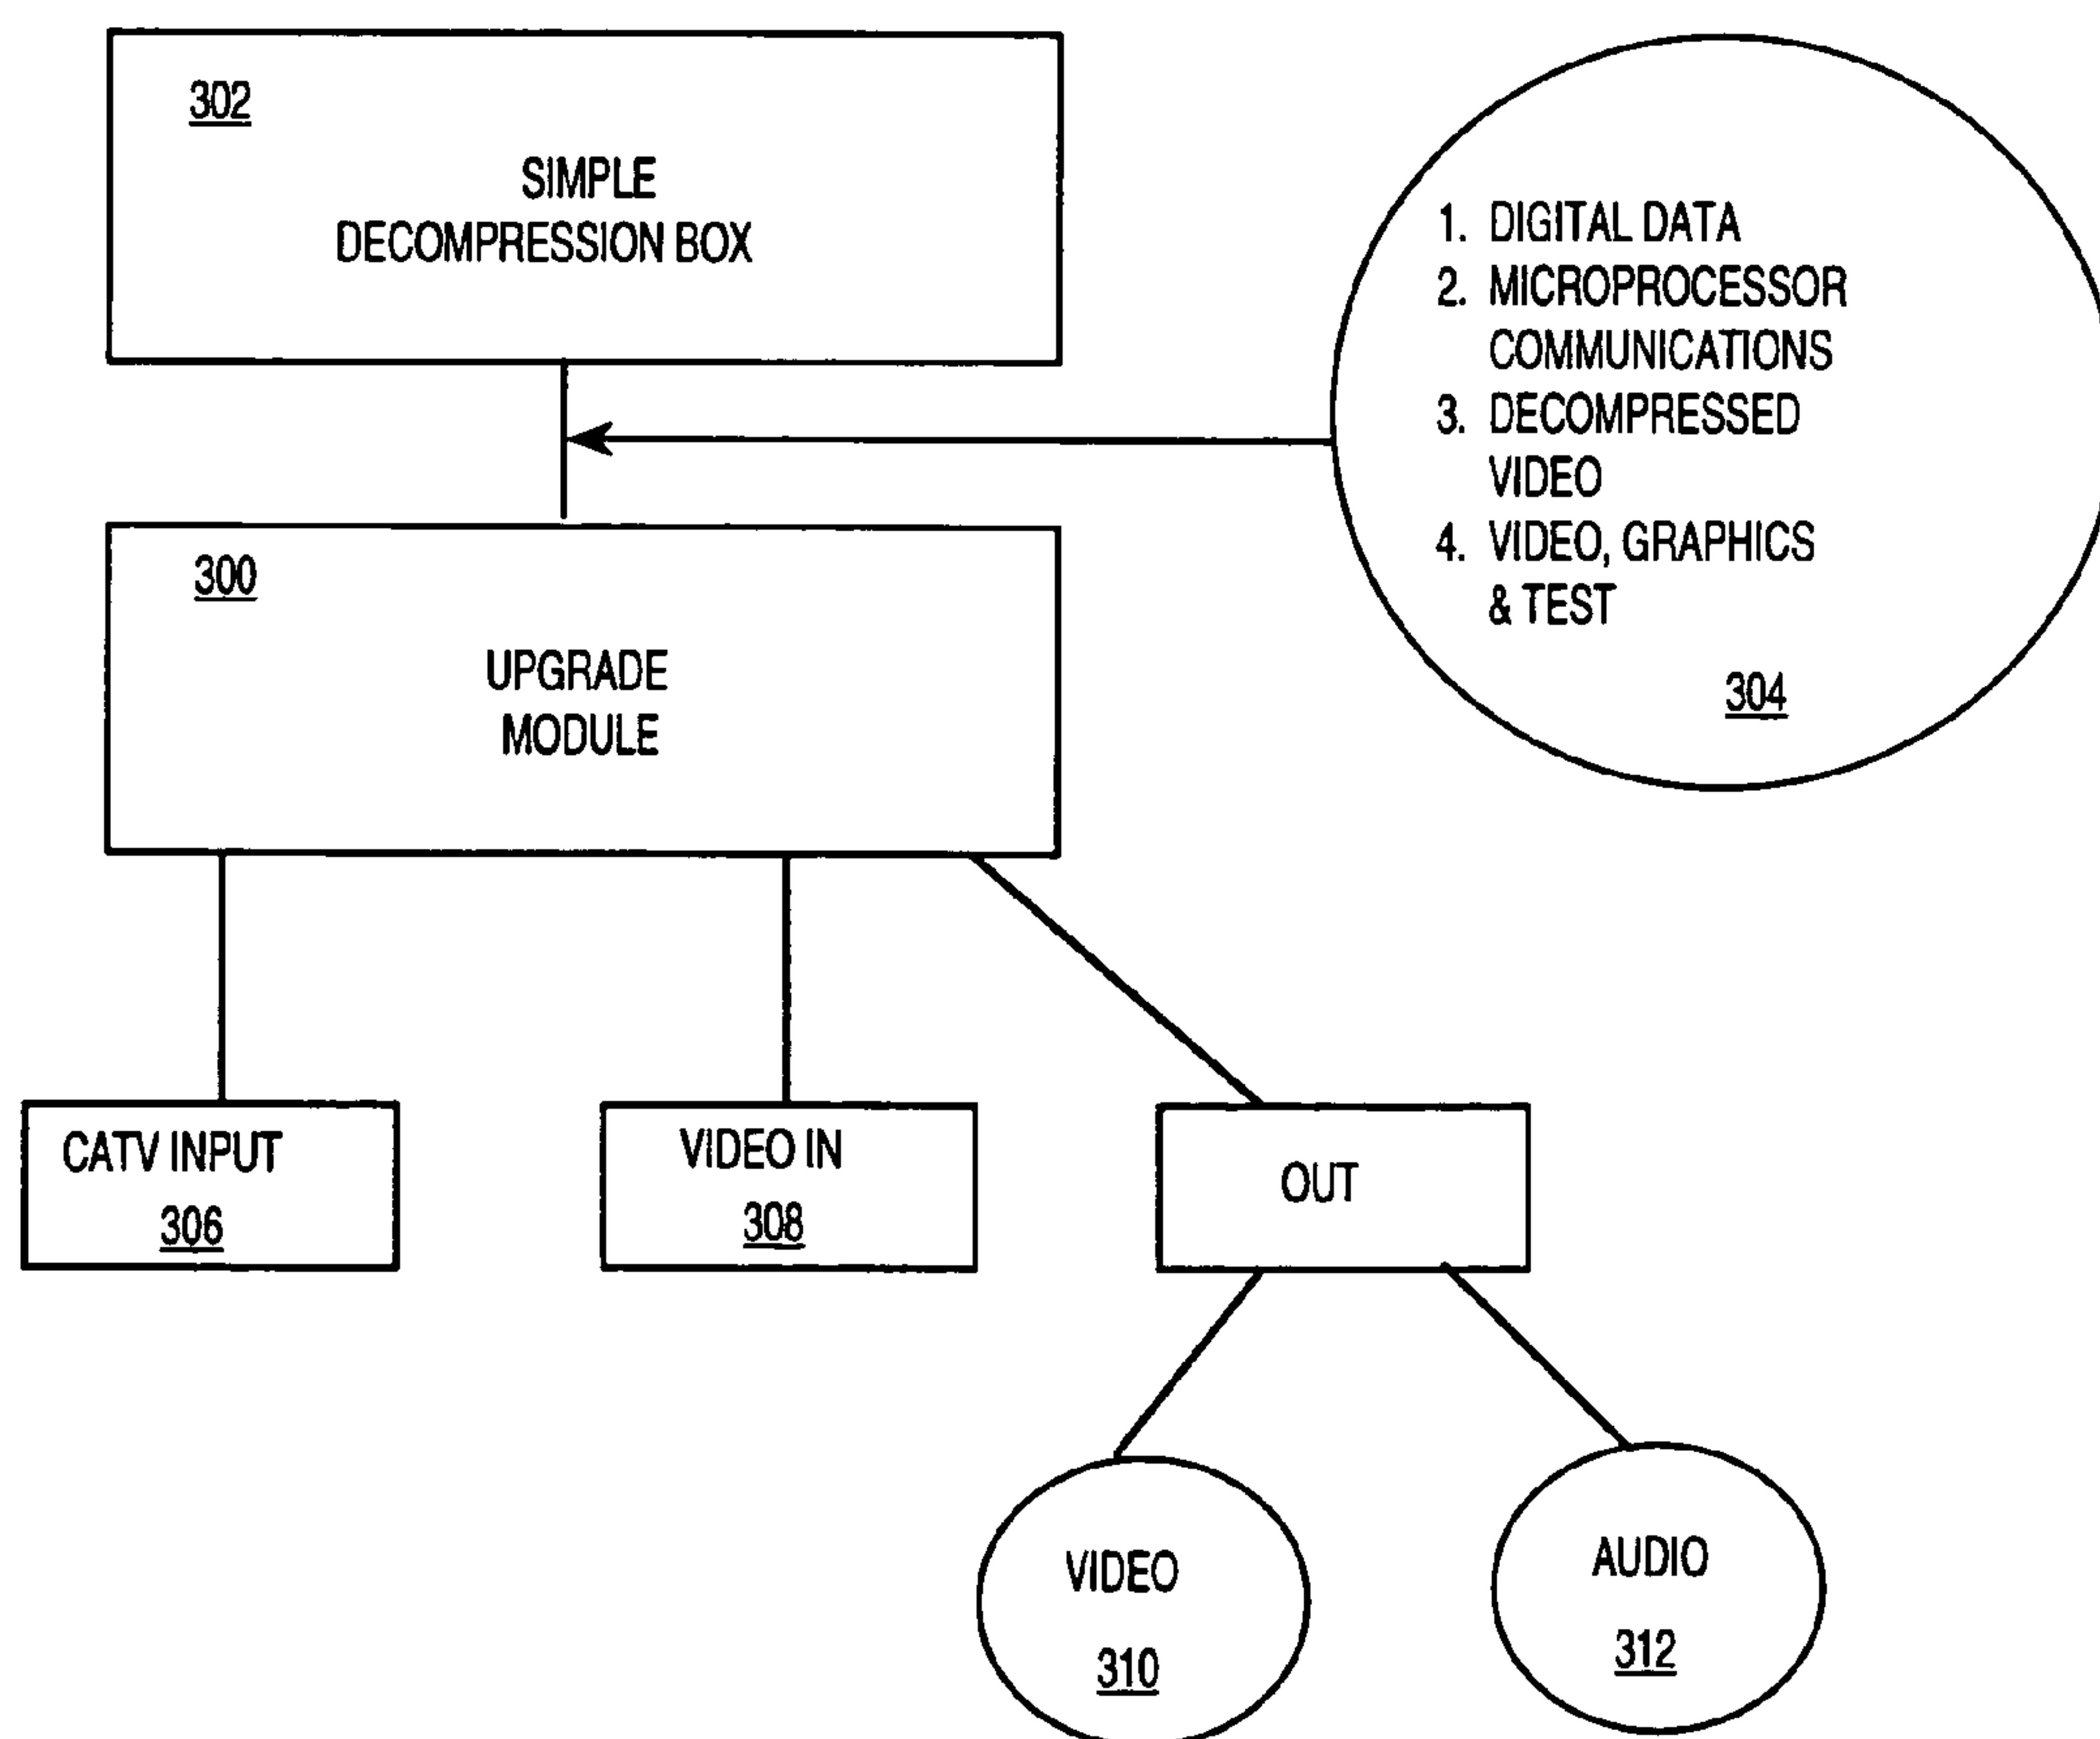 302
SIMPLE
DECOMPRESSION BOX
1. DIGITAL DATA
2. MICROPROCESSOR
COMMUNICATIONS
3. DECOMPRESSED
VIDEO
4. VIDEO, GRAPHICS
& TEST
304
300
UPGRADE
MODULE
CATV INPUT
306
VIDEO IN
308
OUT
VIDEO
310
AUDIO
312